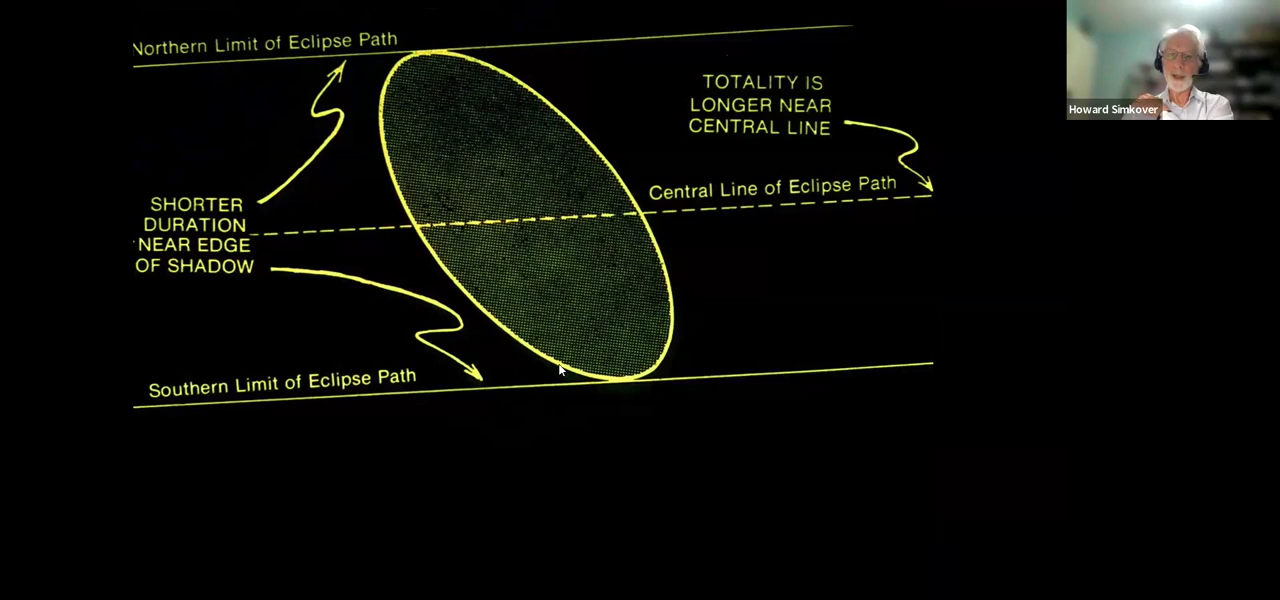 Northern Limit of Eclipse Path
TOTALITY IS
LONGER NEAR
CENTRAL LINE
Howard Simkover
Central Line of Eclipse Path
SHORTER
DURATION
NEAR EDGE
OF SHADOW
Southern Limit of Eclipse Path